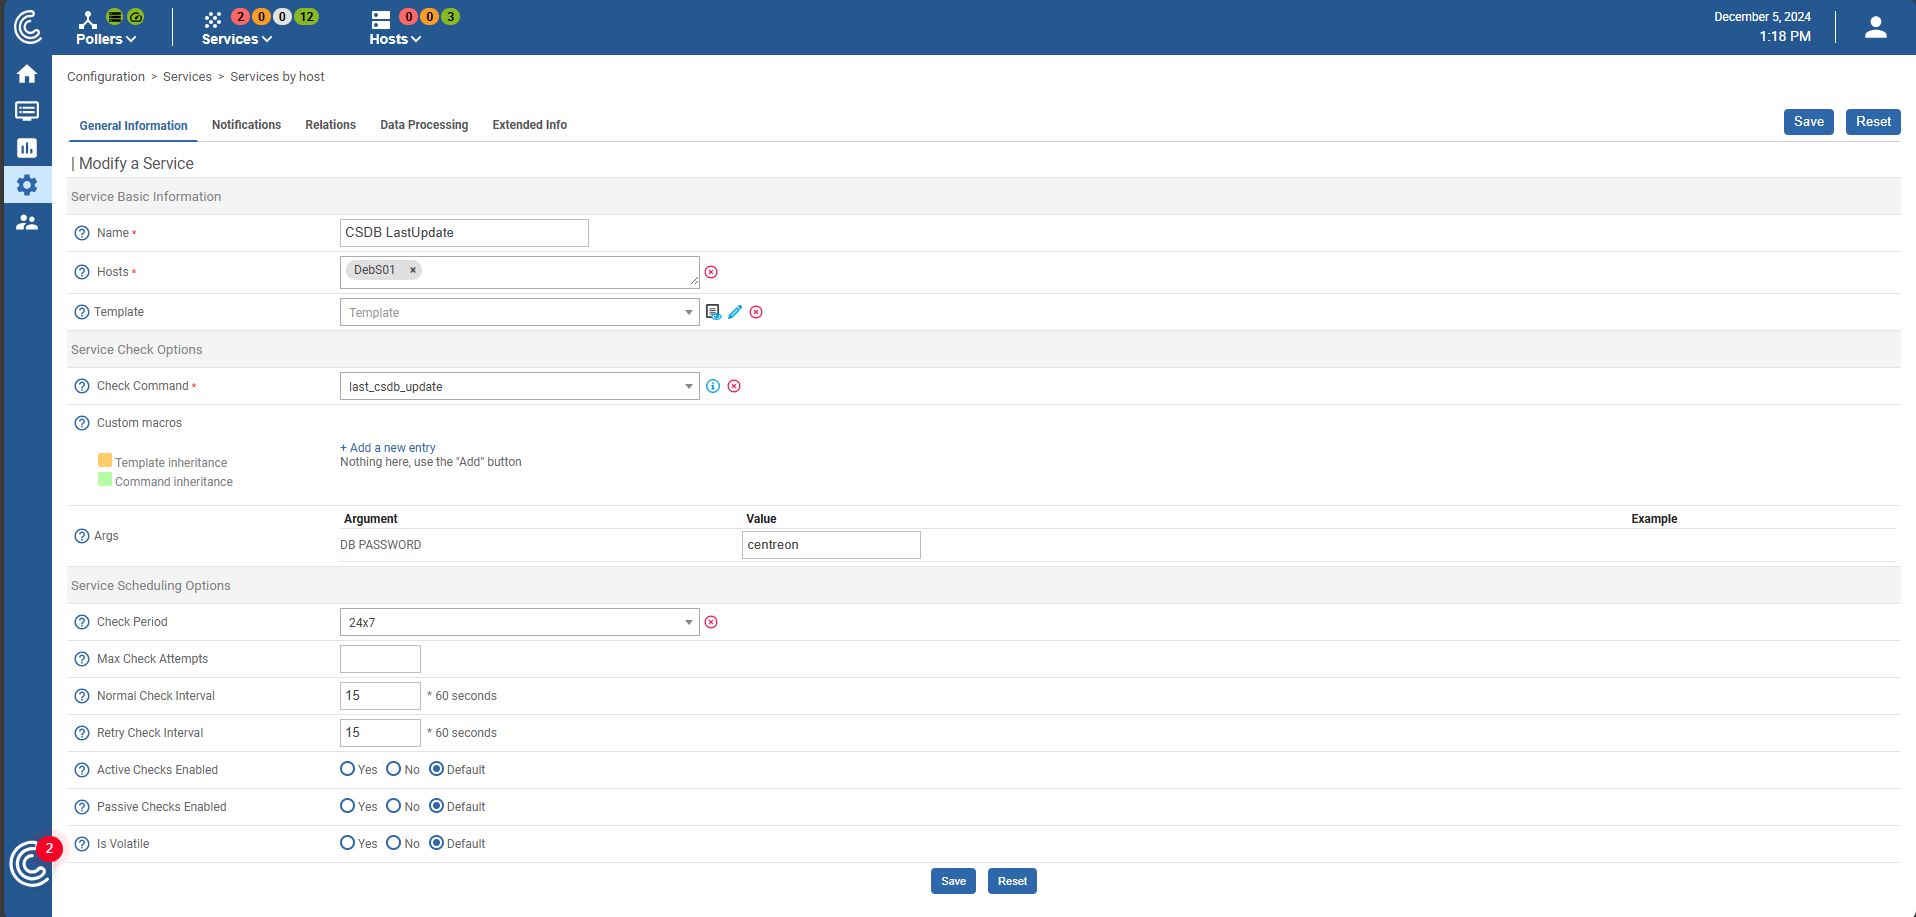 Pollers
2 0 0 12
Services
0 0 3
Hosts
December 5, 2024
1:18 PM
Configuration > Services > Services by host
General Information Notifications Relations Data Processing Extended Info
Save Reset
| Modify a Service
Service Basic Information
Name *
CSDB LastUpdate
Hosts *
DebS01 ×
Template
Template
Service Check Options
Check Command *
last_csdb_update
Custom macros
Template inheritance
Command inheritance
+ Add a new entry
Nothing here, use the "Add" button
Args
Argument Value Example
DB PASSWORD centreon
Service Scheduling Options
Check Period
24x7
Max Check Attempts
Normal Check Interval
15 * 60 seconds
Retry Check Interval
15 * 60 seconds
Active Checks Enabled
Yes No Default
Passive Checks Enabled
Yes No Default
Is Volatile
Yes No Default
2
Save Reset